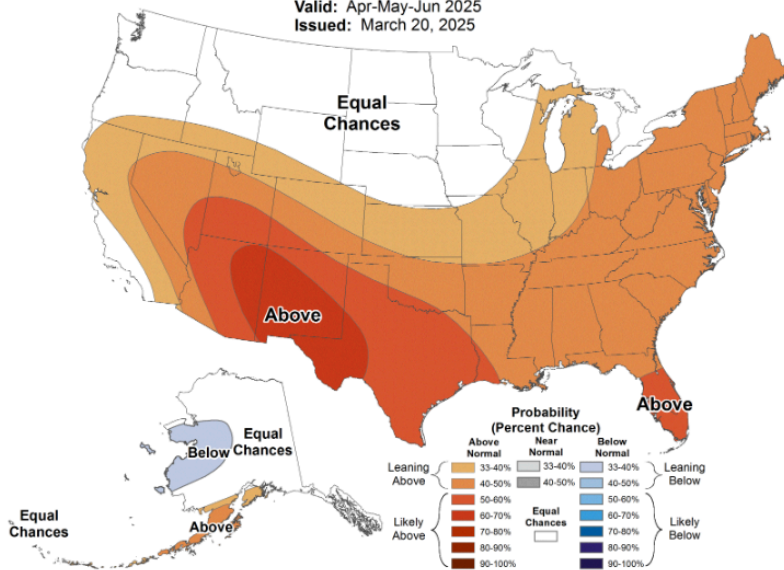 Valid: Apr-May-Jun 2025
Issued: March 20, 2025
Equal
Chances
Above
Above
Below
Equal
Chances
Above
Equal
Chances
Probability
(Percent Chance)
Above
Normal
Near
Normal
Below
Normal
Leaning
Above
33-40%
40-50%
33-40%
40-50%
33-40%
40-50%
Leaning
Below
Likely
Above
50-60%
60-70%
70-80%
80-90%
90-100%
Equal
Chances
50-60%
60-70%
70-80%
80-90%
90-100%
Likely
Below